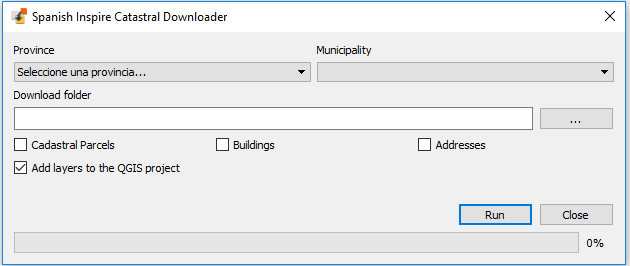 Spanish Inspire Catastral Downloader
Province
Municipality
Seleccione una provincia...
Download folder
...
Cadastral Parcels
Buildings
Addresses
Add layers to the QGIS project
Run
Close
0%